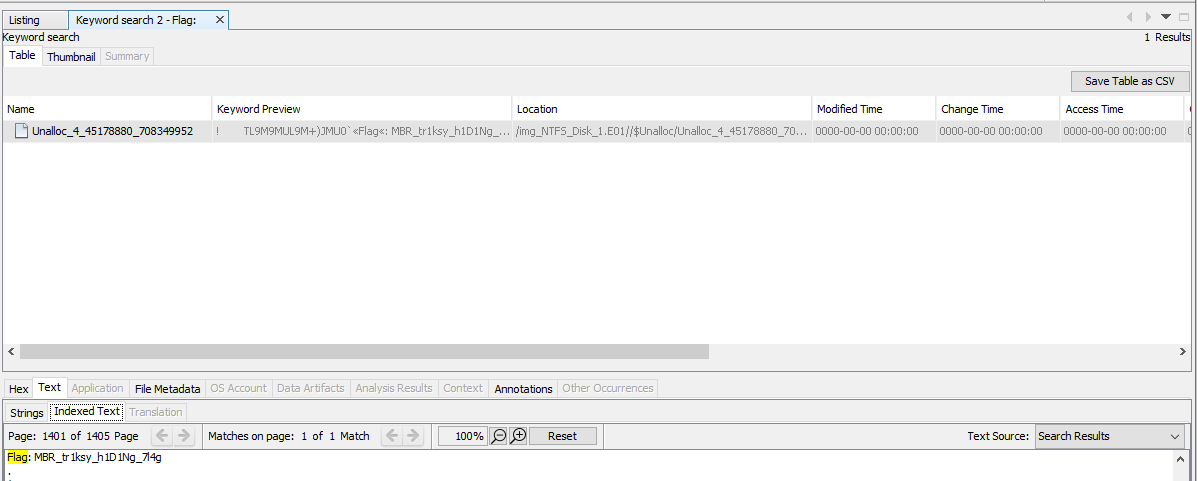 Listing Keyword search 2 - Flag: ✕
Keyword search 1 Results
Table Thumbnail Summary
Save Table as CSV
Name Keyword Preview Location Modified Time Change Time Access Time
Unalloc_4_45178880_708349952 ! TL9M9MUL9M+)JMU0`«Flag«: MBR_tr1ksy_h1D1Ng_... /img_NTFS_Disk_1.E01//$Unalloc/Unalloc_4_45178880_70... 0000-00-00 00:00:00 0000-00-00 00:00:00 0000-00-00 00:00:00
Hex Text Application File Metadata OS Account Data Artifacts Analysis Results Context Annotations Other Occurrences
Strings Indexed Text Translation
Page: 1401 of 1405 Page Matches on page: 1 of 1 Match 100% Reset Text Source: Search Results
Flag: MBR_tr1ksy_h1D1Ng_7l4g
: